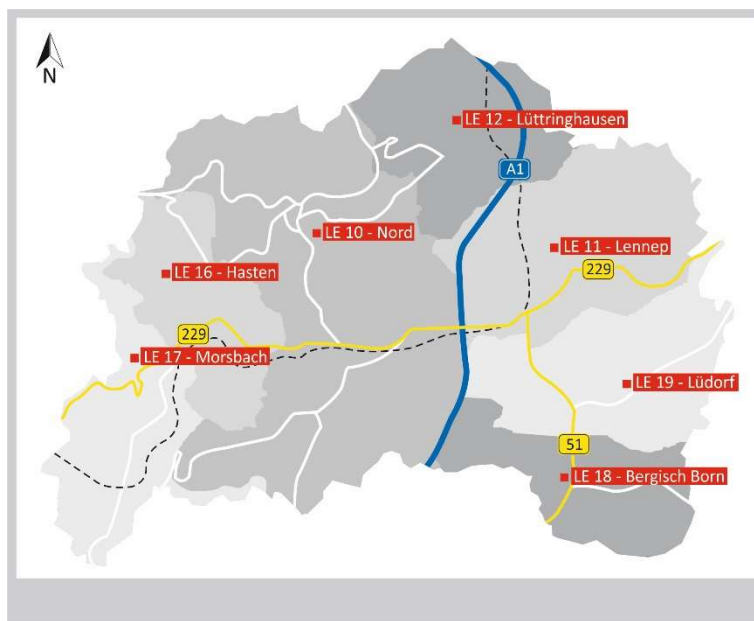 N
LE 12 - Lüttringhausen
A1
LE 10 - Nord
LE 11 - Lennep
229
LE 16 - Hasten
229
LE 17 - Morsbach
LE 19 - Lüdorf
51
LE 18 - Bergisch Born